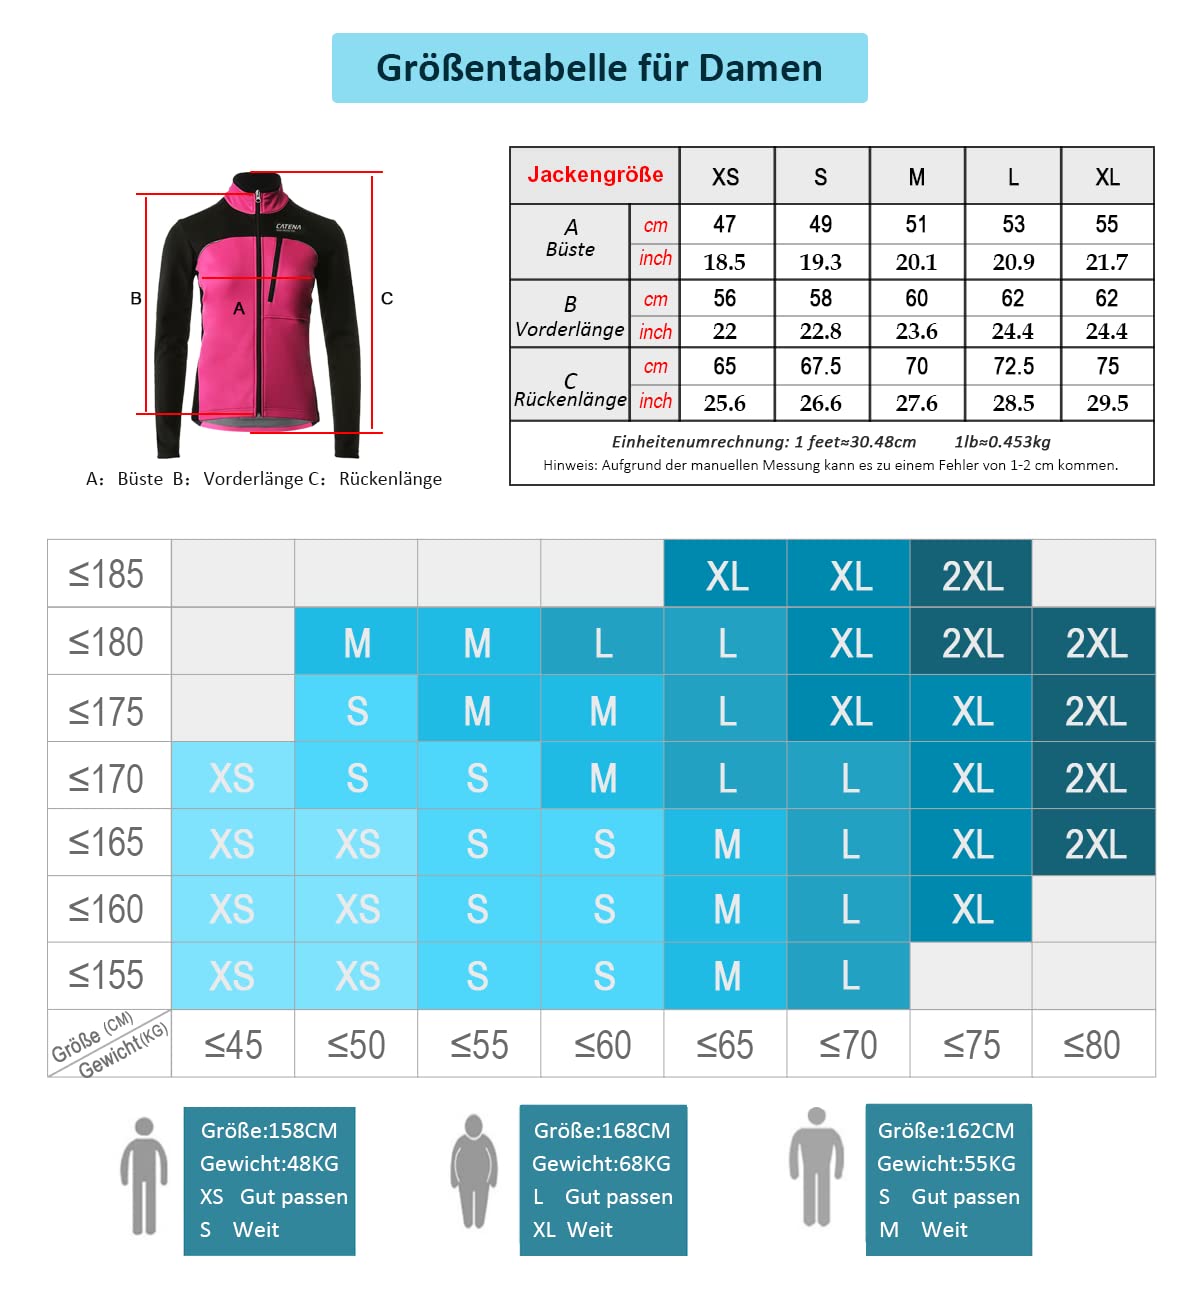 Größentabelle für Damen
CATENA
B
A
C
A: Büste B: Vorderlänge C: Rückenlänge
Jackengröße XS S M L XL
A Büste cm 47 49 51 53 55
inch 18.5 19.3 20.1 20.9 21.7
B Vorderlänge cm 56 58 60 62 62
inch 22 22.8 23.6 24.4 24.4
C Rückenlänge cm 65 67.5 70 72.5 75
inch 25.6 26.6 27.6 28.5 29.5
Einheitenumrechnung: 1 feet≈30.48cm 1lb≈0.453kg
Hinweis: Aufgrund der manuellen Messung kann es zu einem Fehler von 1-2 cm kommen.
≤185 XL XL 2XL
≤180 M M L L XL 2XL 2XL
≤175 S M M L XL XL 2XL
≤170 XS S S M L L XL 2XL
≤165 XS XS S S M L XL 2XL
≤160 XS XS S S M L XL
≤155 XS XS S S M L
Größe (CM)
Gewicht(KG)
≤45 ≤50 ≤55 ≤60 ≤65 ≤70 ≤75 ≤80
Größe:158CM
Gewicht:48KG
XS Gut passen
S Weit
Größe:168CM
Gewicht:68KG
L Gut passen
XL Weit
Größe:162CM
Gewicht:55KG
S Gut passen
M Weit